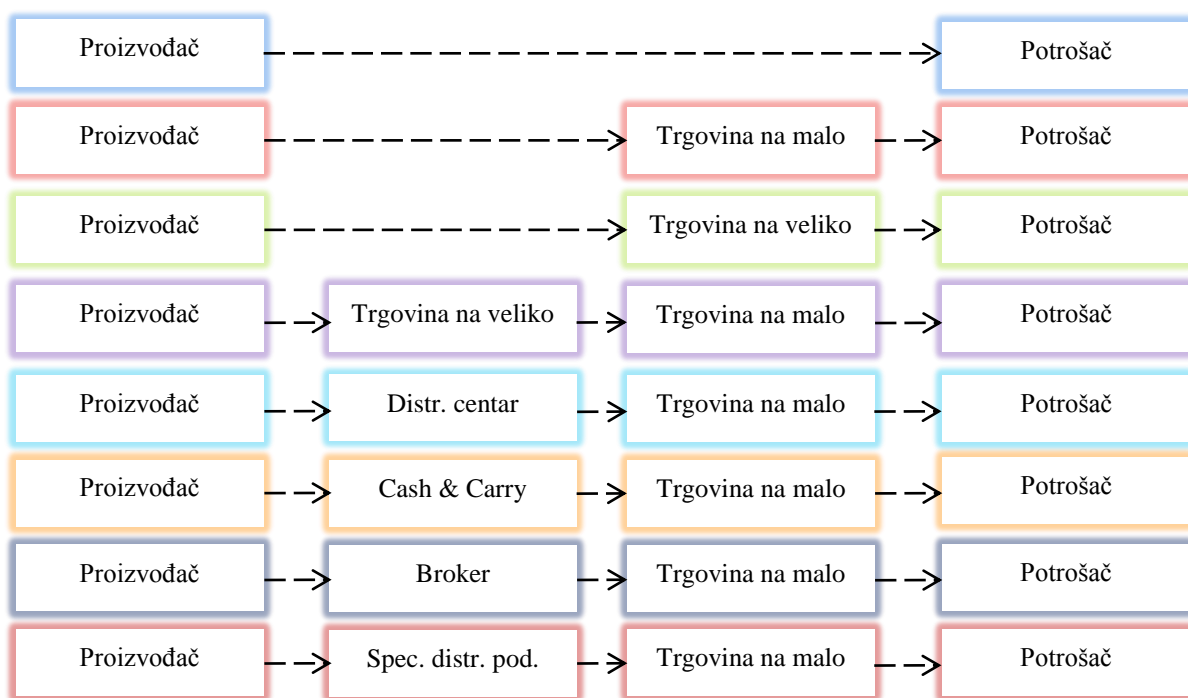 Proizvođač Potrošač
Proizvođač Trgovina na malo Potrošač
Proizvođač Trgovina na veliko Potrošač
Proizvođač Trgovina na veliko Trgovina na malo Potrošač
Proizvođač Distr. centar Trgovina na malo Potrošač
Proizvođač Cash & Carry Trgovina na malo Potrošač
Proizvođač Broker Trgovina na malo Potrošač
Proizvođač Spec. distr. pod. Trgovina na malo Potrošač